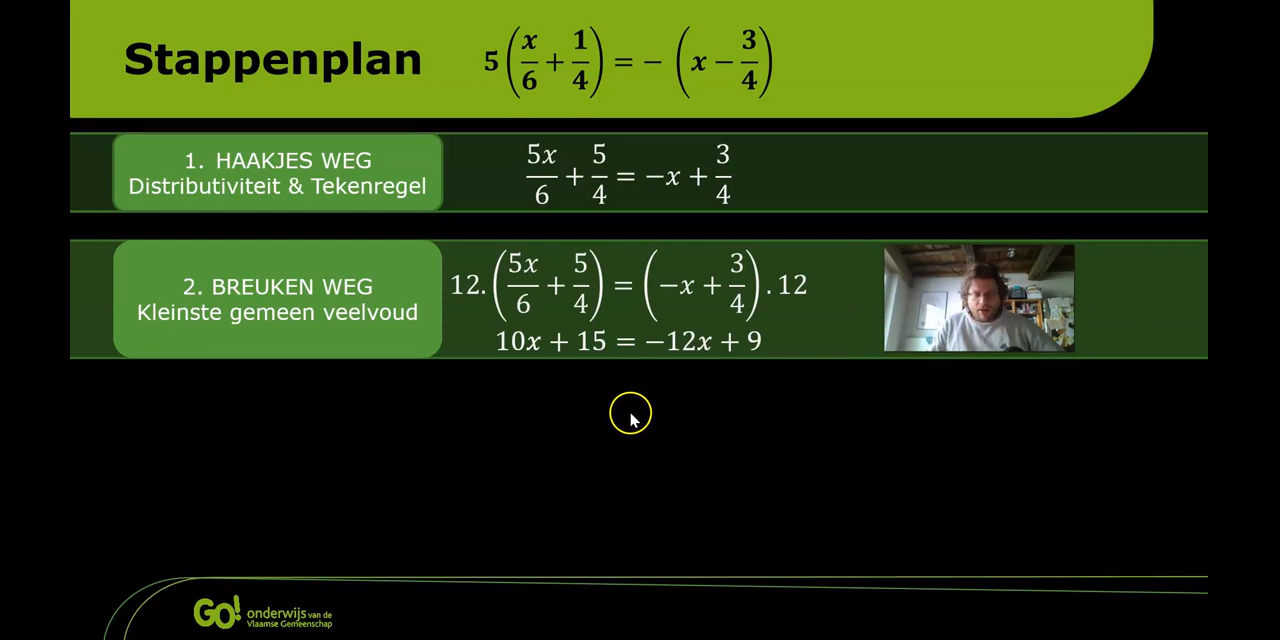 Stappenplan
5(x/6 + 1/4) = −(x − 3/4)
1. HAAKJES WEG
Distributiviteit & Tekenregel
5x/6 + 5/4 = −x + 3/4
2. BREUKEN WEG
Kleinste gemeen veelvoud
12.(5x/6 + 5/4) = (−x + 3/4).12
10x + 15 = −12x + 9
GO! onderwijs van de
Vlaamse Gemeenschap